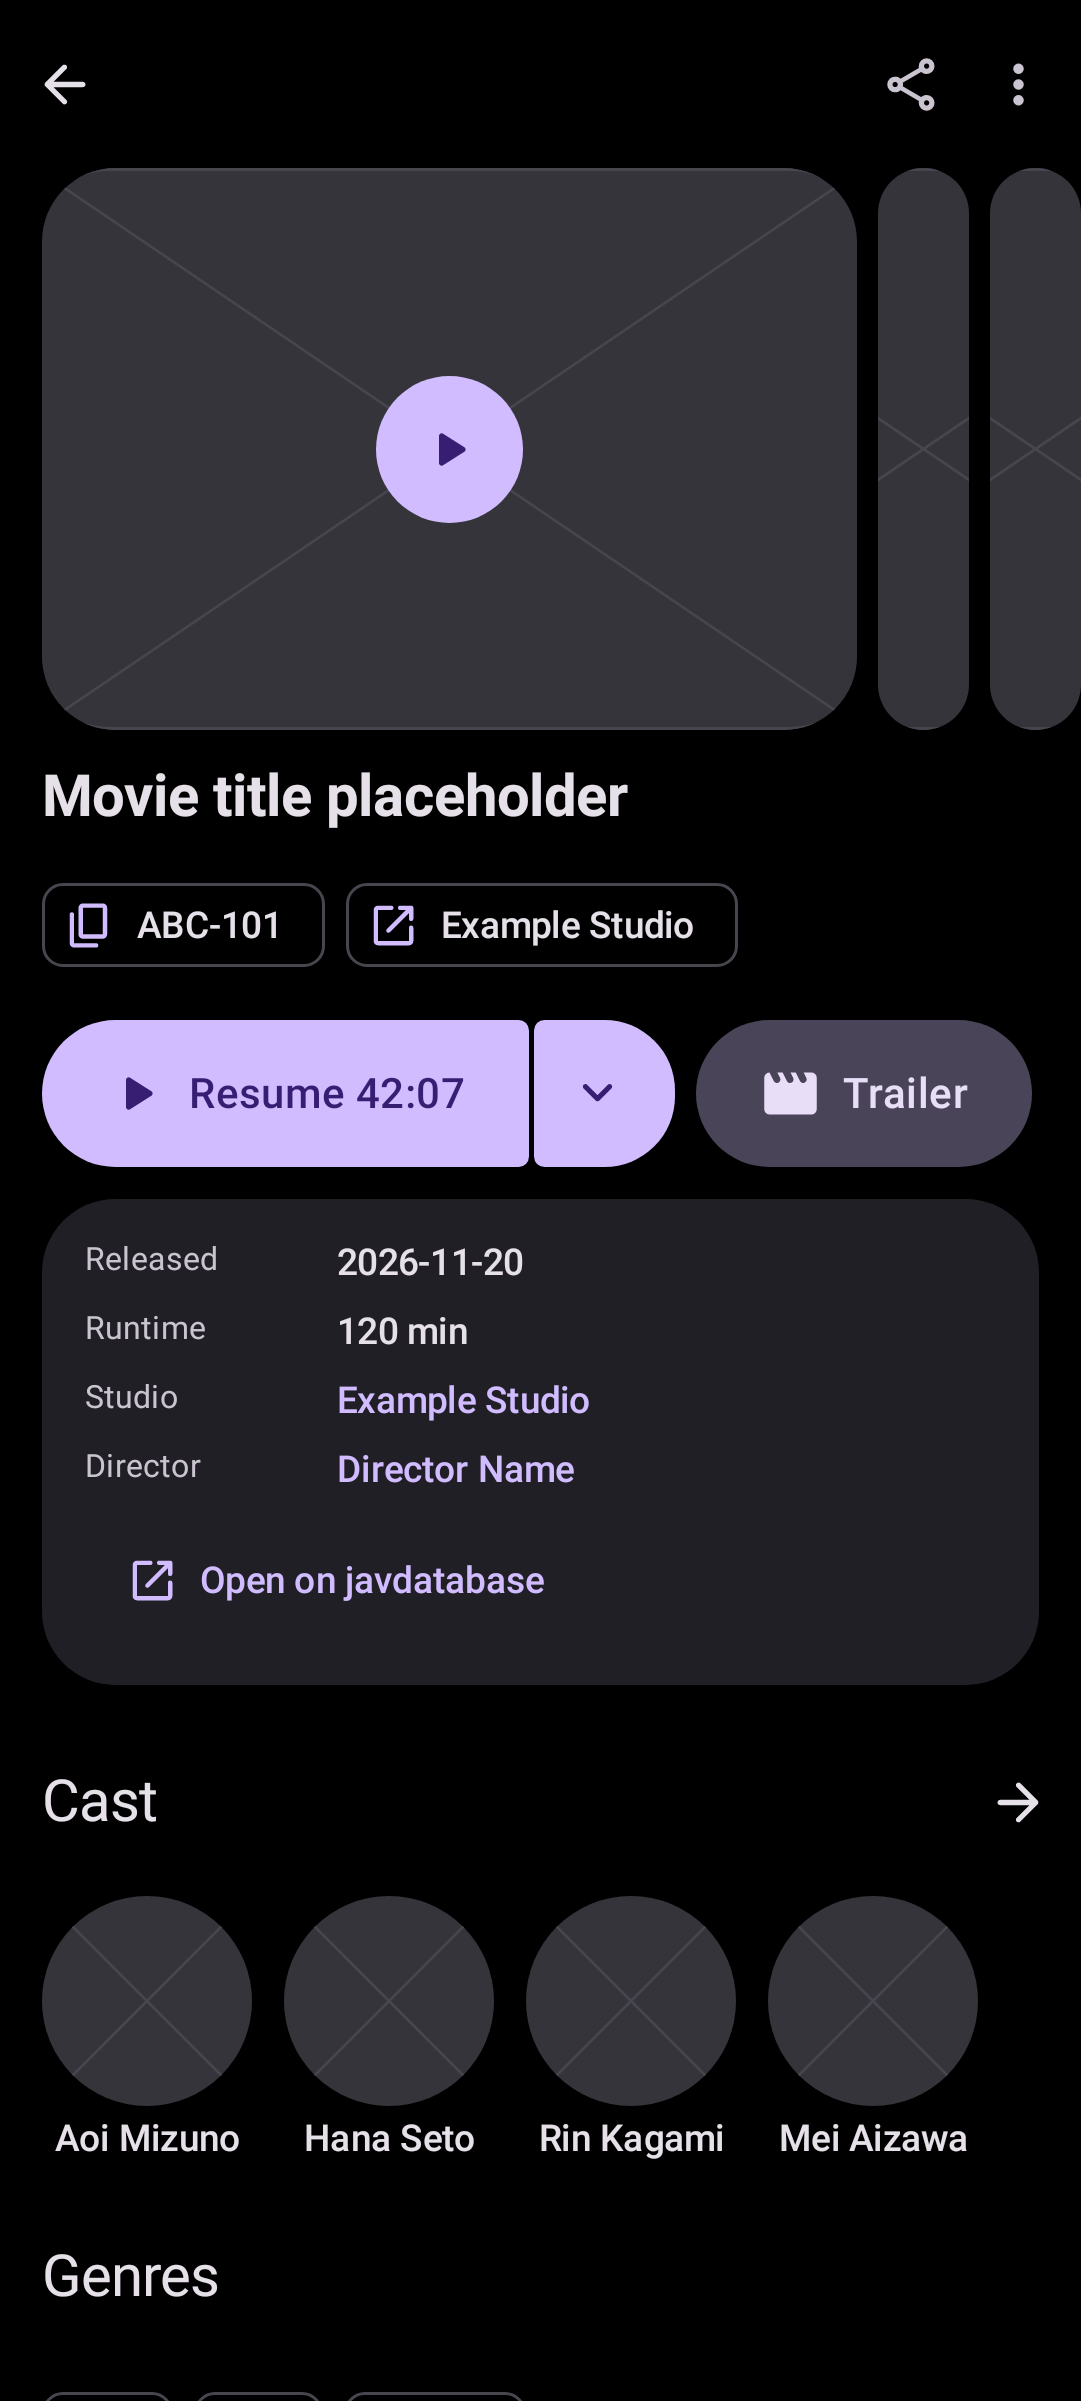 Movie title placeholder
ABC-101
Example Studio
Resume 42:07
Trailer
Released 2026-11-20
Runtime 120 min
Studio Example Studio
Director Director Name
Open on javdatabase
Cast
Aoi Mizuno Hana Seto Rin Kagami Mei Aizawa
Genres